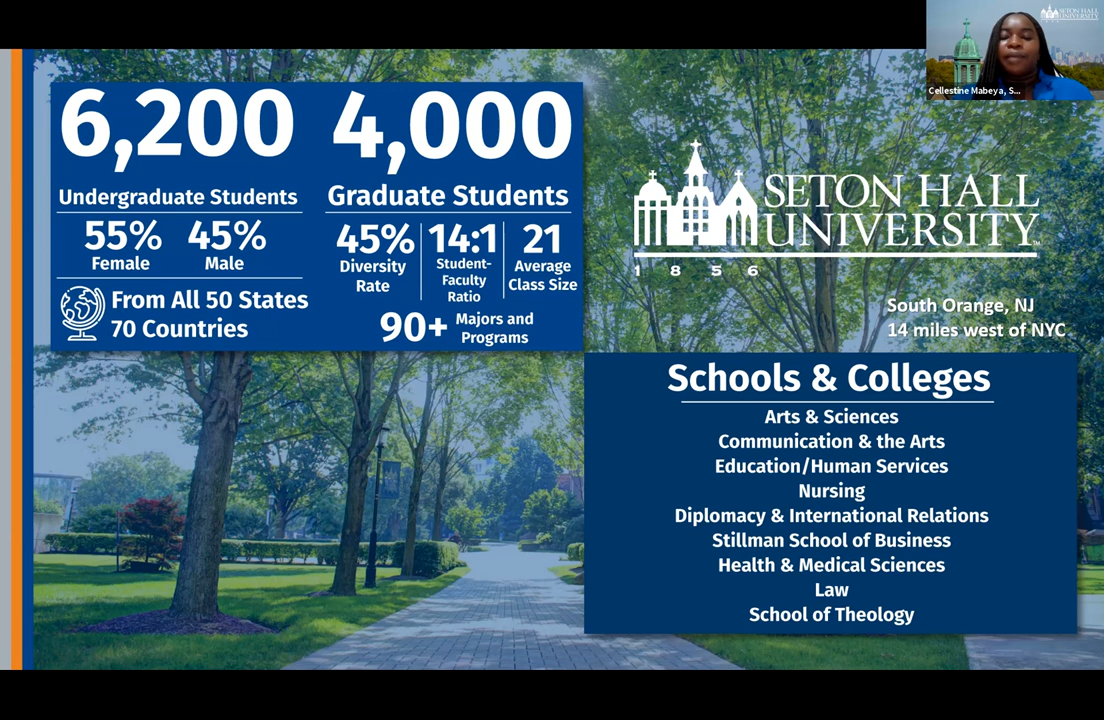 SETON HALL
UNIVERSITY
Cellestine Mabeya, S...
6,200
Undergraduate Students
55%
Female
45%
Male
From All 50 States
70 Countries
4,000
Graduate Students
45%
Diversity
Rate
14:1
Student-
Faculty
Ratio
21
Average
Class Size
90+
Majors and
Programs
SETON HALL
UNIVERSITY™
1 8 5 6
South Orange, NJ
14 miles west of NYC
Schools & Colleges
Arts & Sciences
Communication & the Arts
Education/Human Services
Nursing
Diplomacy & International Relations
Stillman School of Business
Health & Medical Sciences
Law
School of Theology